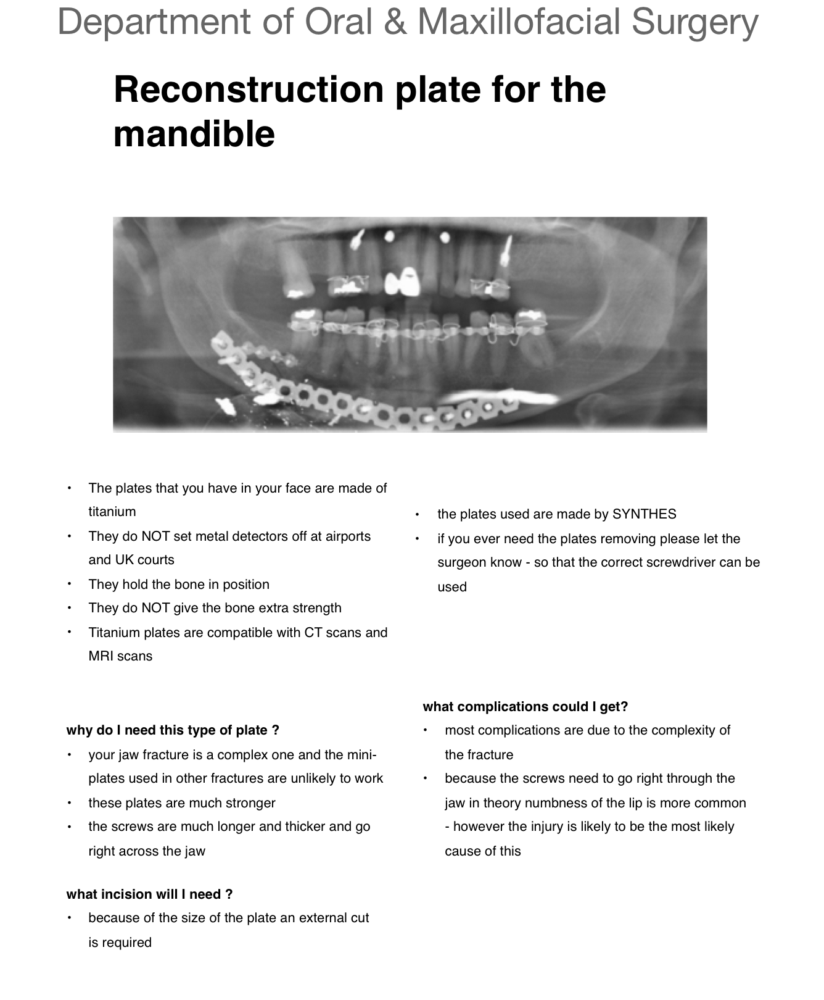 Department of Oral & Maxillofacial Surgery
Reconstruction plate for the
mandible
• The plates that you have in your face are made of
titanium
• They do NOT set metal detectors off at airports
and UK courts
• They hold the bone in position
• They do NOT give the bone extra strength
• Titanium plates are compatible with CT scans and
MRI scans
• the plates used are made by SYNTHES
• if you ever need the plates removing please let the
surgeon know - so that the correct screwdriver can be
used
why do I need this type of plate ?
• your jaw fracture is a complex one and the mini-
plates used in other fractures are unlikely to work
• these plates are much stronger
• the screws are much longer and thicker and go
right across the jaw
what incision will I need ?
• because of the size of the plate an external cut
is required
what complications could I get?
• most complications are due to the complexity of
the fracture
• because the screws need to go right through the
jaw in theory numbness of the lip is more common
- however the injury is likely to be the most likely
cause of this